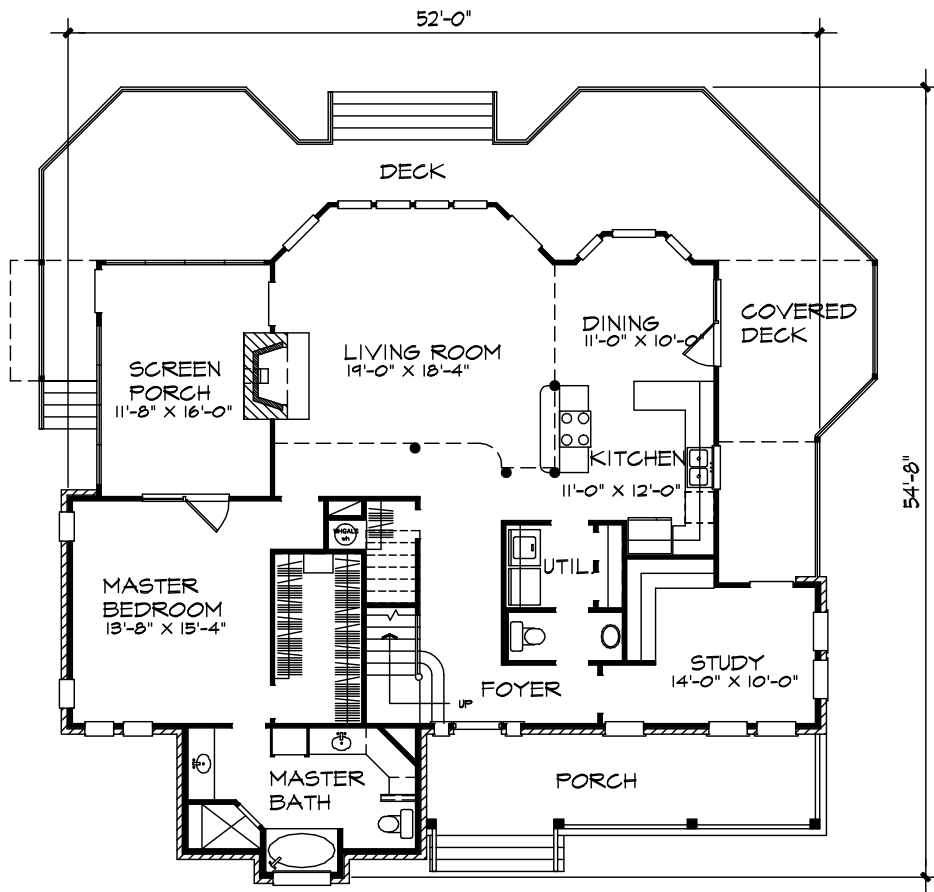 52'-0"
DECK
COVERED
DECK
DINING
11'-0" X 10'-0"
LIVING ROOM
19'-0" X 18'-4"
SCREEN
PORCH
11'-8" X 16'-0"
KITCHEN
11'-0" X 12'-0"
54'-8"
wh
UTIL.
MASTER
BEDROOM
13'-8" X 15'-4"
STUDY
14'-0" X 10'-0"
FOYER
UP
MASTER
BATH
PORCH